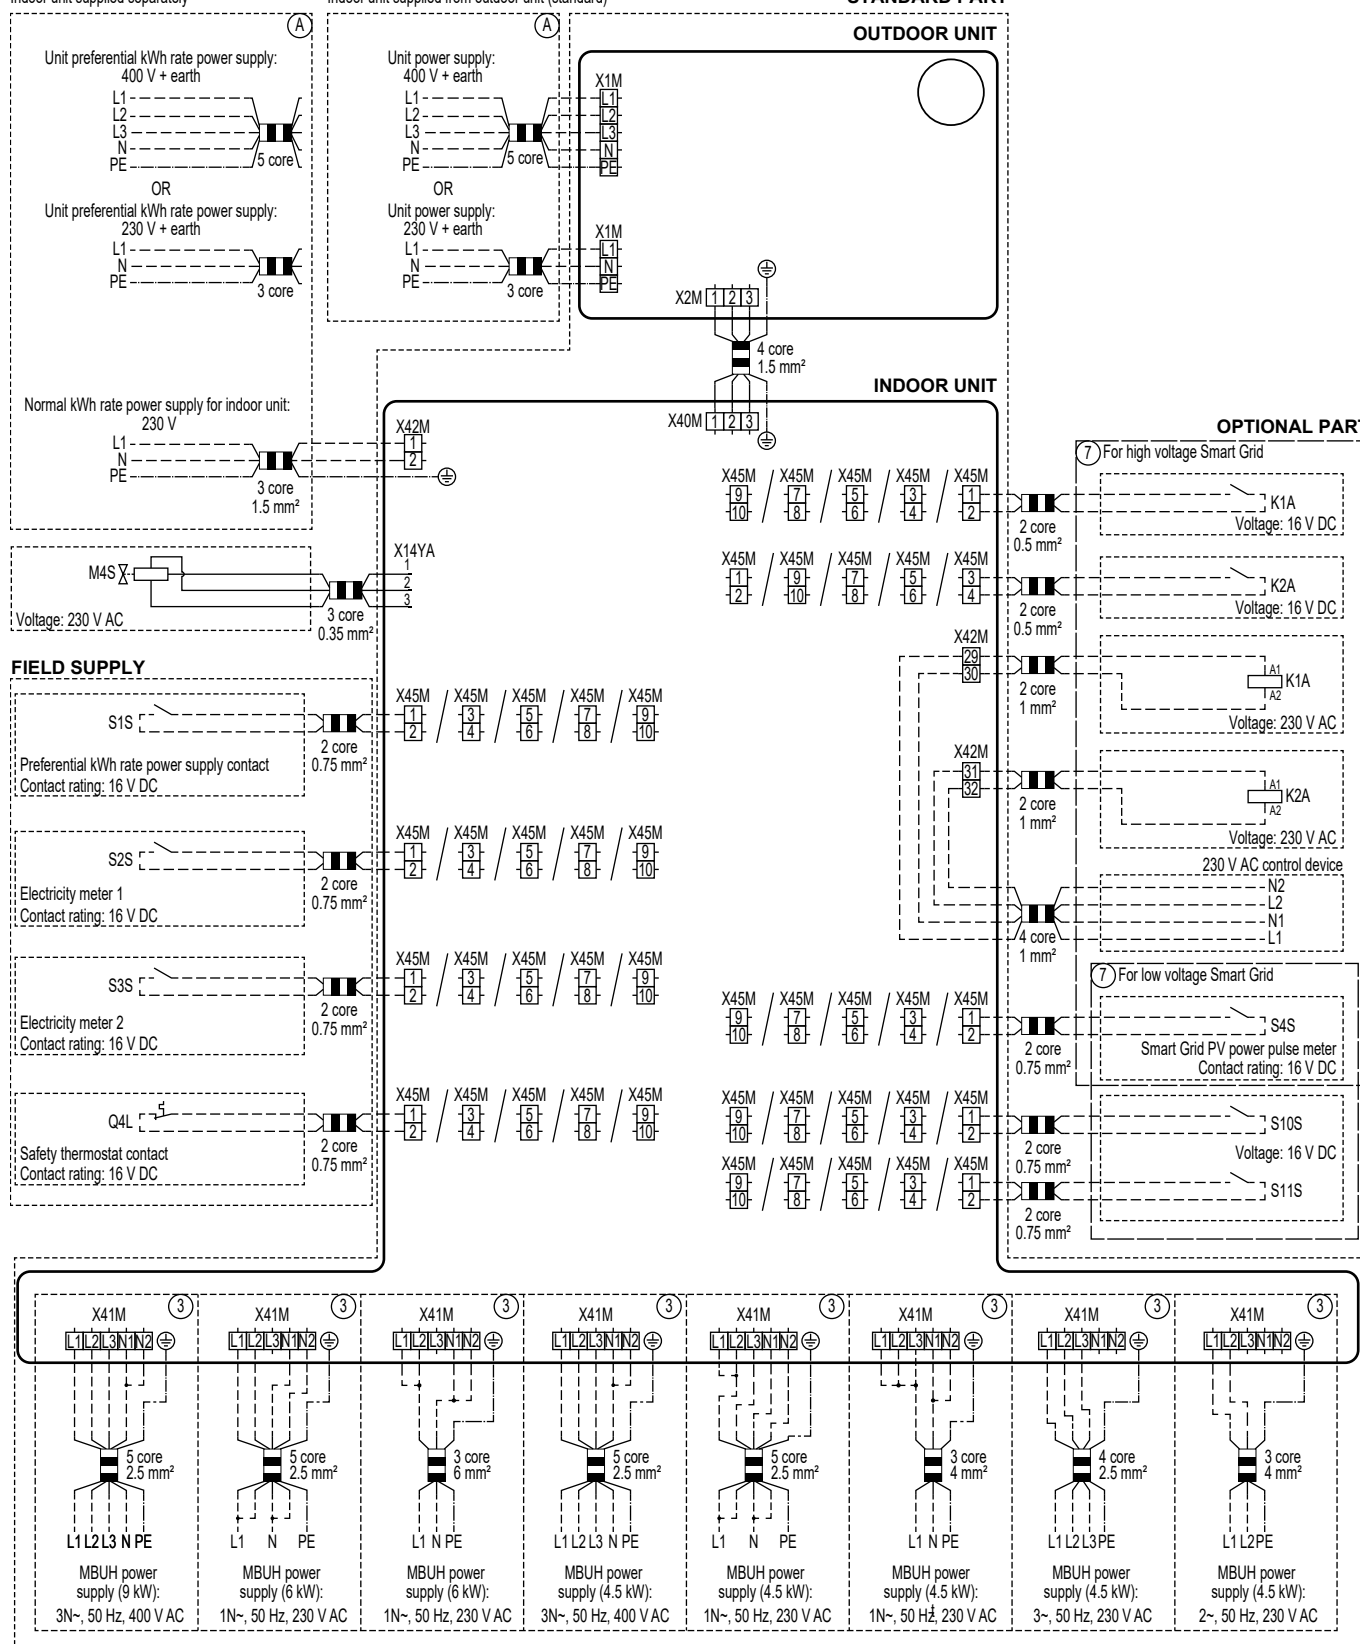 Indoor unit supplied separately
Indoor unit supplied from outdoor unit (standard)
STANDARD PART
A
A
OUTDOOR UNIT
Unit preferential kWh rate power supply:
400 V + earth
L1
L2
L3
N
PE
5 core
OR
Unit preferential kWh rate power supply:
230 V + earth
L1
N
PE
3 core
Unit power supply:
400 V + earth
L1
L2
L3
N
PE
5 core
OR
Unit power supply:
230 V + earth
L1
N
PE
3 core
X1M
L1
L2
L3
N
PE
X1M
L1
N
PE
X2M 1 2 3
4 core
1.5 mm²
INDOOR UNIT
X40M 1 2 3
Normal kWh rate power supply for indoor unit:
230 V
L1
N
PE
3 core
1.5 mm²
X42M
1
2
M4S
Voltage: 230 V AC
3 core
0.35 mm²
X14YA
1
2
3
FIELD SUPPLY
S1S
Preferential kWh rate power supply contact
Contact rating: 16 V DC
2 core
0.75 mm²
X45M / X45M / X45M / X45M / X45M
1 3 5 7 9
2 4 6 8 10
S2S
Electricity meter 1
Contact rating: 16 V DC
2 core
0.75 mm²
X45M / X45M / X45M / X45M / X45M
1 3 5 7 9
2 4 6 8 10
S3S
Electricity meter 2
Contact rating: 16 V DC
2 core
0.75 mm²
X45M / X45M / X45M / X45M / X45M
1 3 5 7 9
2 4 6 8 10
Q4L
Safety thermostat contact
Contact rating: 16 V DC
2 core
0.75 mm²
X45M / X45M / X45M / X45M / X45M
1 3 5 7 9
2 4 6 8 10
OPTIONAL PART
7 For high voltage Smart Grid
X45M / X45M / X45M / X45M / X45M
9 7 5 3 1
10 8 6 4 2
2 core
0.5 mm²
K1A
Voltage: 16 V DC
X45M / X45M / X45M / X45M / X45M
1 9 7 5 3
2 10 8 6 4
2 core
0.5 mm²
K2A
Voltage: 16 V DC
X42M
29
30
2 core
1 mm²
A1
K1A
A2
Voltage: 230 V AC
X42M
31
32
2 core
1 mm²
A1
K2A
A2
Voltage: 230 V AC
230 V AC control device
N2
L2
N1
L1
4 core
1 mm²
7 For low voltage Smart Grid
X45M / X45M / X45M / X45M / X45M
9 7 5 3 1
10 8 6 4 2
2 core
0.75 mm²
S4S
Smart Grid PV power pulse meter
Contact rating: 16 V DC
X45M / X45M / X45M / X45M / X45M
9 7 5 3 1
10 8 6 4 2
2 core
0.75 mm²
S10S
Voltage: 16 V DC
X45M / X45M / X45M / X45M / X45M
9 7 5 3 1
10 8 6 4 2
2 core
0.75 mm²
S11S
X41M 3
L1 L2 L3 N1 N2
5 core
2.5 mm²
L1 L2 L3 N PE
MBUH power
supply (9 kW):
3N~, 50 Hz, 400 V AC
X41M 3
L1 L2 L3 N1 N2
5 core
2.5 mm²
L1 N PE
MBUH power
supply (6 kW):
1N~, 50 Hz, 230 V AC
X41M 3
L1 L2 L3 N1 N2
3 core
6 mm²
L1 N PE
MBUH power
supply (6 kW):
1N~, 50 Hz, 230 V AC
X41M 3
L1 L2 L3 N1 N2
5 core
2.5 mm²
L1 L2 L3 N PE
MBUH power
supply (4.5 kW):
3N~, 50 Hz, 400 V AC
X41M 3
L1 L2 L3 N1 N2
5 core
2.5 mm²
L1 N PE
MBUH power
supply (4.5 kW):
1N~, 50 Hz, 230 V AC
X41M 3
L1 L2 L3 N1 N2
3 core
4 mm²
L1 N PE
MBUH power
supply (4.5 kW):
1N~, 50 Hz, 230 V AC
X41M 3
L1 L2 L3 N1 N2
4 core
2.5 mm²
L1 L2 L3 PE
MBUH power
supply (4.5 kW):
3~, 50 Hz, 230 V AC
X41M 3
L1 L2 L3 N1 N2
3 core
4 mm²
L1 L2 PE
MBUH power
supply (4.5 kW):
2~, 50 Hz, 230 V AC